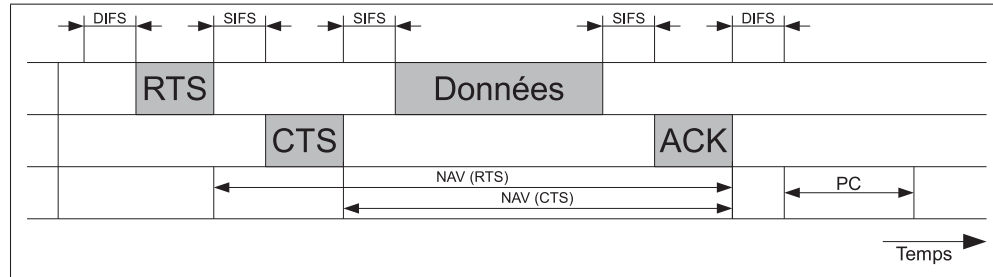 DIFS SIFS SIFS SIFS DIFS
RTS Données
CTS ACK
NAV (RTS)
PC
NAV (CTS)
Temps